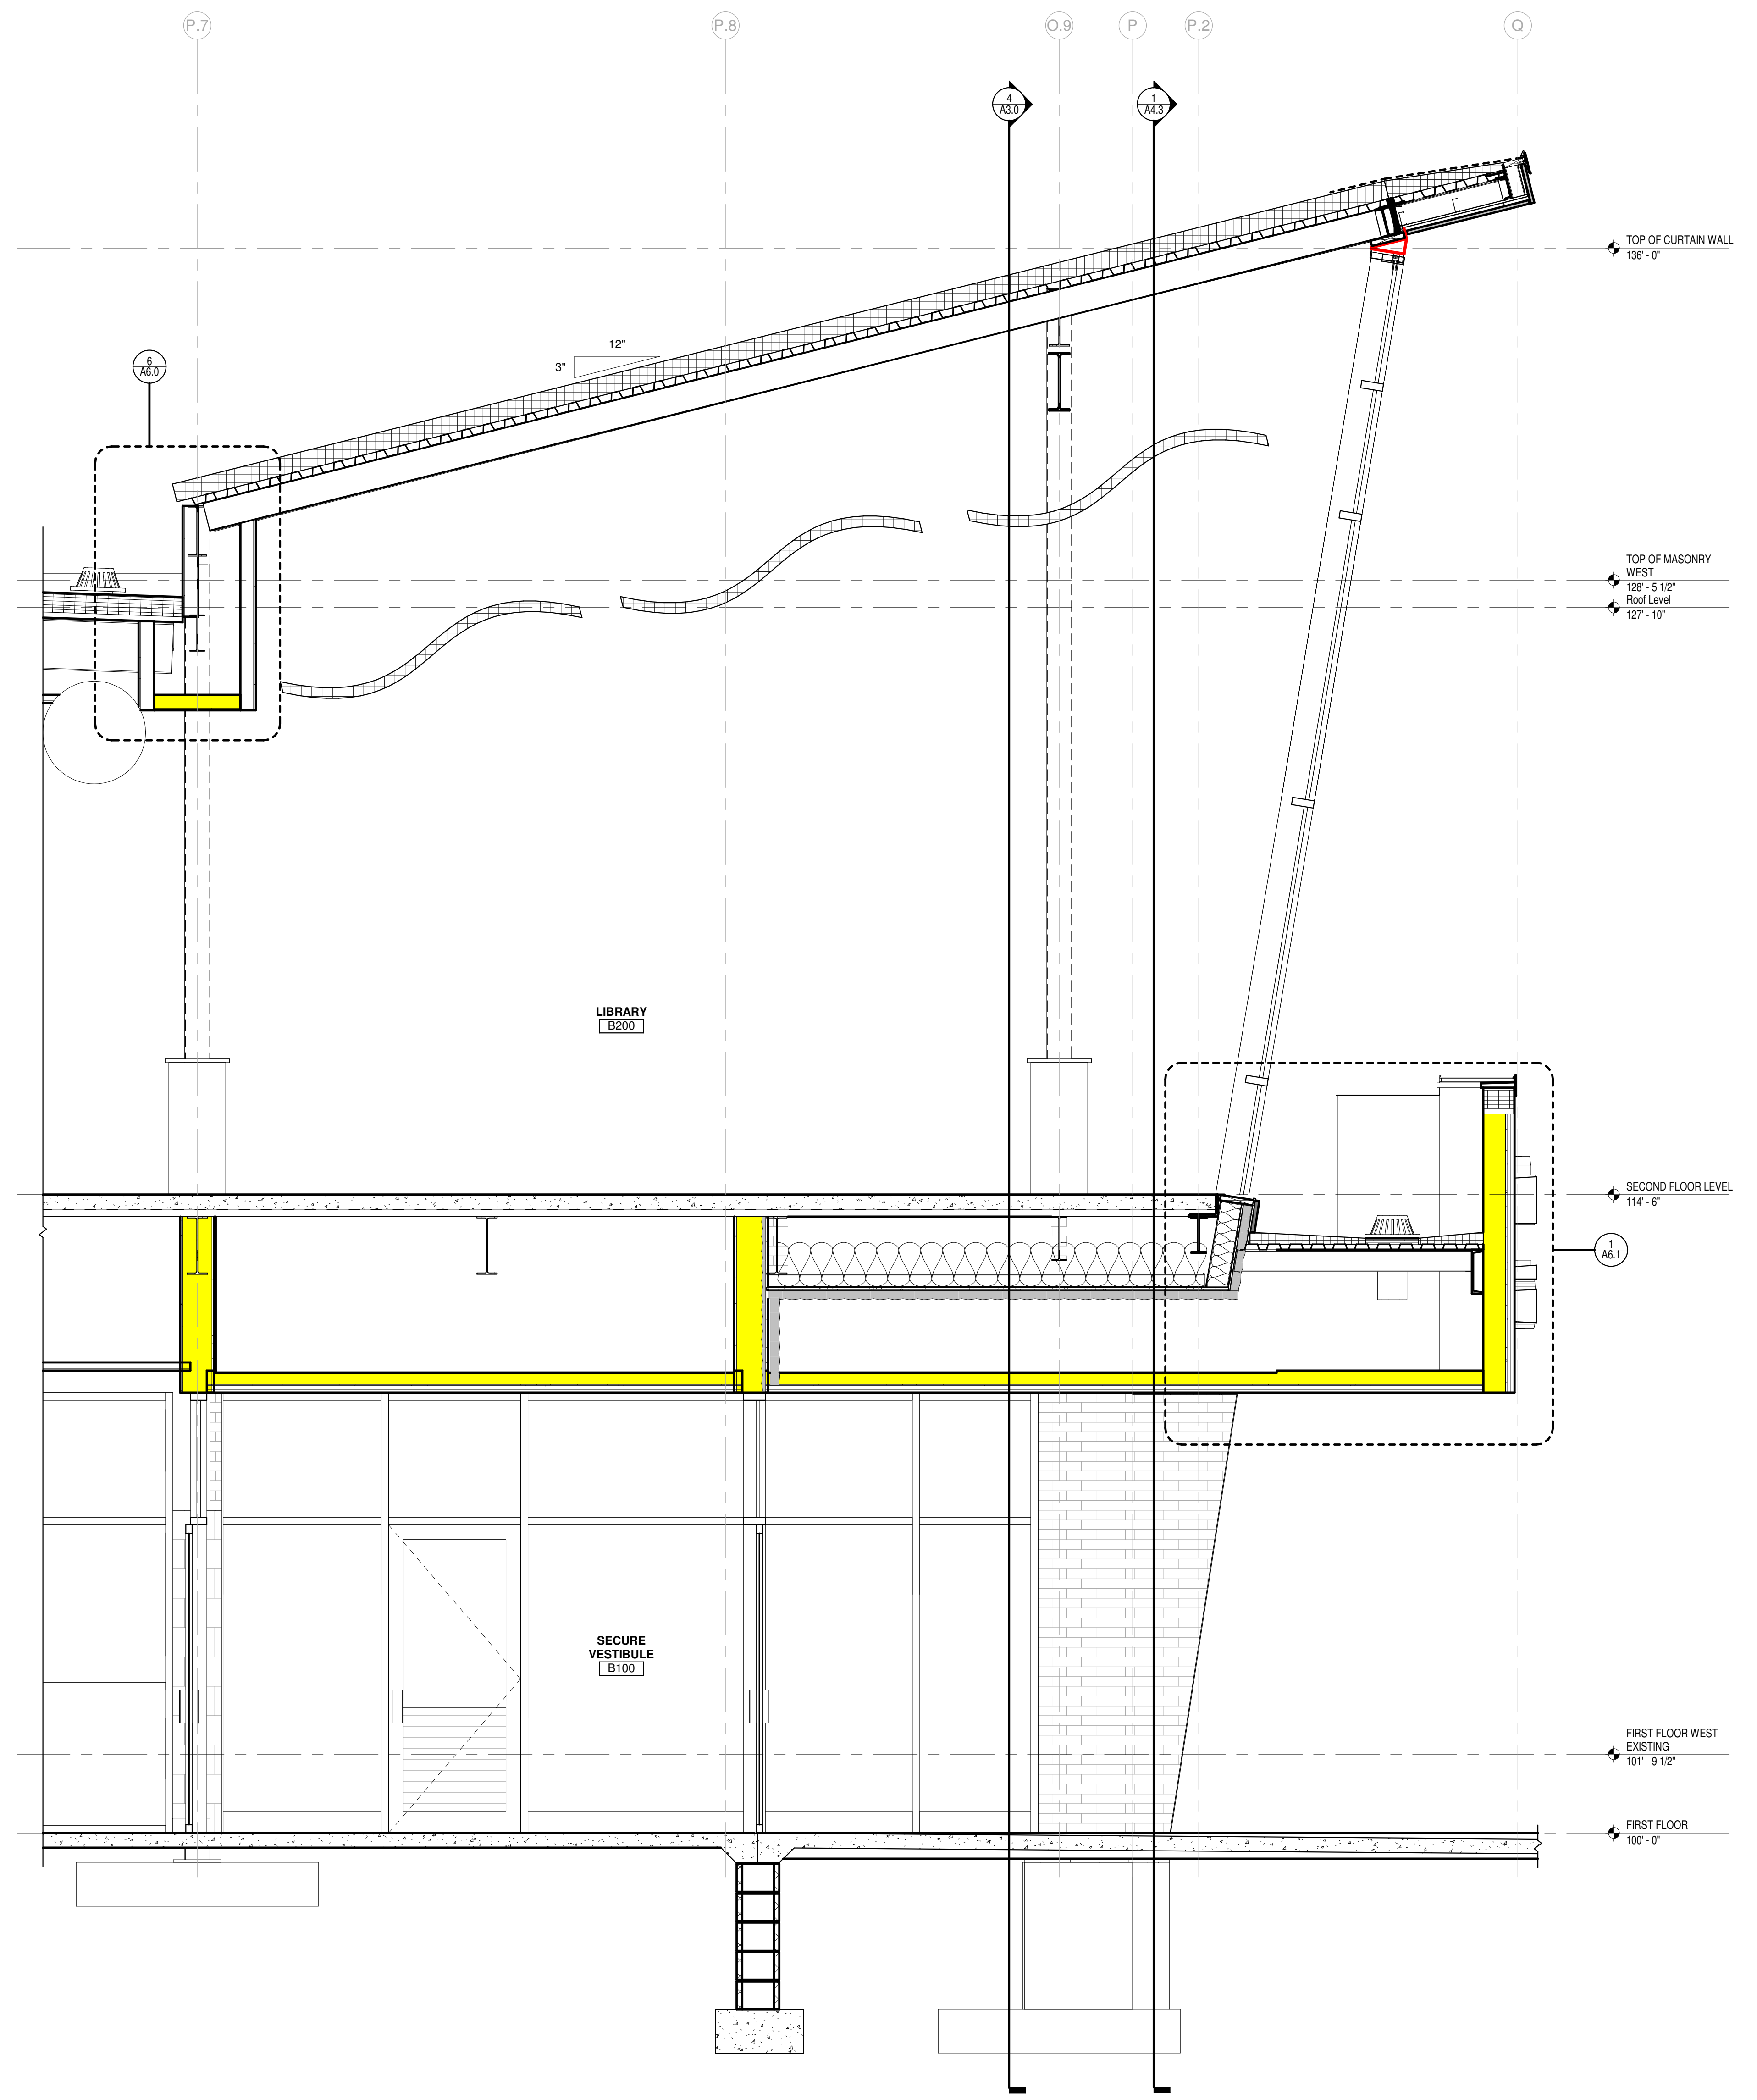 P.7
P.8
O.9
P
P.2
Q
4
A3.0
1
A4.3
TOP OF CURTAIN WALL
136' - 0"
12"
3"
6
A6.0
TOP OF MASONRY-
WEST
128' - 5 1/2"
Roof Level
127' - 10"
LIBRARY
B200
SECOND FLOOR LEVEL
114' - 6"
1
A6.1
SECURE
VESTIBULE
B100
FIRST FLOOR WEST-
EXISTING
101' - 9 1/2"
FIRST FLOOR
100' - 0"